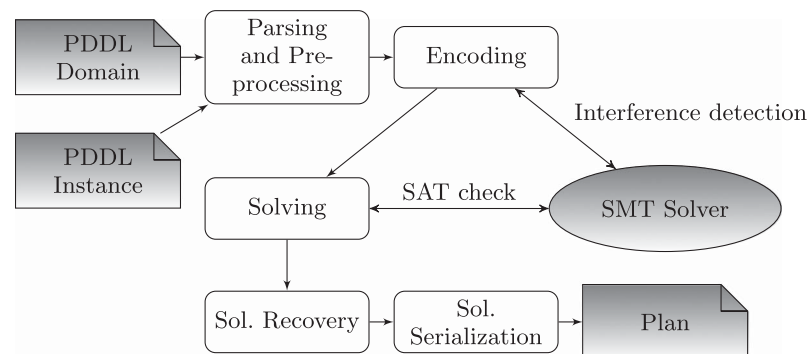 PDDL
Domain
Parsing
and Pre-
processing
Encoding
Interference detection
PDDL
Instance
Solving
SAT check
SMT Solver
Sol. Recovery
Sol.
Serialization
Plan